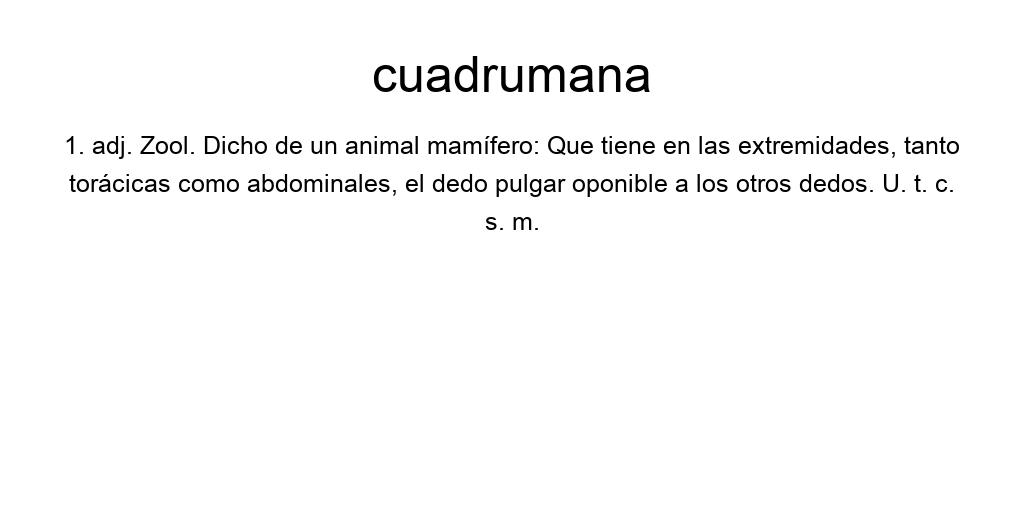 cuadrumana
1. adj. Zool. Dicho de un animal mamífero: Que tiene en las extremidades, tanto
torácicas como abdominales, el dedo pulgar oponible a los otros dedos. U. t. c.
s. m.